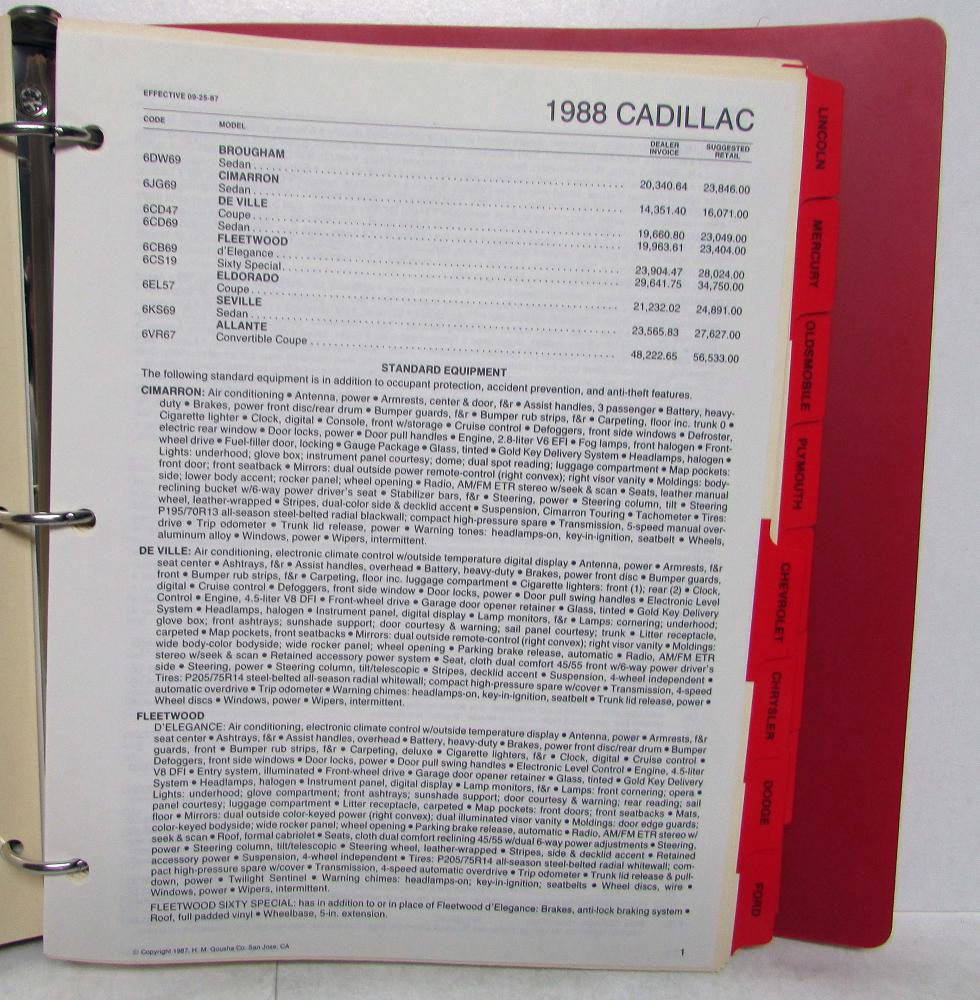 EFFECTIVE 09-25-87
1988 CADILLAC
CODE MODEL DEALER INVOICE SUGGESTED RETAIL
BROUGHAM
6DW69 Sedan 20,340.64 23,846.00
CIMARRON
6JG69 Sedan 14,351.40 16,071.00
DE VILLE
6CD47 Coupe 19,660.80 23,049.00
6CD69 Sedan 19,963.61 23,404.00
FLEETWOOD
6CB69 d'Elegance 23,904.47 28,024.00
6CS19 Sixty Special 29,641.75 34,750.00
ELDORADO
6EL57 Coupe 21,232.02 24,891.00
SEVILLE
6KS69 Sedan 23,565.83 27,627.00
ALLANTE
6VR67 Convertible Coupe 48,222.65 56,533.00
STANDARD EQUIPMENT
The following standard equipment is in addition to occupant protection, accident prevention, and anti-theft features.
CIMARRON: Air conditioning • Antenna, power • Armrests, center & door, f&r • Assist handles, 3 passenger • Battery, heavy-
duty • Brakes, power front disc/rear drum • Bumper guards, f&r • Bumper rub strips, f&r • Carpeting, floor inc. trunk 0 •
Cigarette lighter • Clock, digital • Console, front w/storage • Cruise control • Defoggers, front side windows • Defroster,
electric rear window • Door locks, power • Door pull handles • Engine, 2.8-liter V6 EFI • Fog lamps, front halogen • Front-
wheel drive • Fuel-filler door, locking • Gauge Package • Glass, tinted • Gold Key Delivery System • Headlamps, halogen •
Lights: underhood; glove box; instrument panel courtesy; dome; dual spot reading; luggage compartment • Map pockets:
front door; front seatback • Mirrors: dual outside power remote-control (right convex); right visor vanity • Moldings: body-
side; lower body accent; rocker panel; wheel opening • Radio, AM/FM ETR stereo w/seek & scan • Seats, leather manual
reclining bucket w/6-way power driver's seat • Stabilizer bars, f&r • Steering, power • Steering column, tilt • Steering
wheel, leather-wrapped • Stripes, dual-color side & decklid accent • Suspension, Cimarron Touring • Tachometer • Tires:
P195/70R13 all-season steel-belted radial blackwall; compact high-pressure spare • Transmission, 5-speed manual over-
drive • Trip odometer • Trunk lid release, power • Warning tones: headlamps-on, key-in-ignition, seatbelt • Wheels,
aluminum alloy • Windows, power • Wipers, intermittent.
DE VILLE: Air conditioning, electronic climate control w/outside temperature digital display • Antenna, power • Armrests, f&r
seat center • Ashtrays, f&r • Assist handles, overhead • Battery, heavy-duty • Brakes, power front disc • Bumper guards,
front • Bumper rub strips, f&r • Carpeting, floor inc. luggage compartment • Cigarette lighters: front (1); rear (2) • Clock,
digital • Cruise control • Defoggers, front side window • Door locks, power • Door pull swing handles • Electronic Level
Control • Engine, 4.5-liter V8 DFI • Front-wheel drive • Garage door opener retainer • Glass, tinted • Gold Key Delivery
System • Headlamps, halogen • Instrument panel, digital display • Lamp monitors, f&r • Lamps: cornering; underhood;
glove box; front ashtrays; sunshade support; door courtesy & warning; sail panel courtesy; trunk • Litter receptacle,
carpeted • Map pockets, front seatbacks • Mirrors: dual outside remote-control (right convex); right visor vanity • Moldings:
wide body-color bodyside; wide rocker panel; wheel opening • Parking brake release, automatic • Radio, AM/FM ETR
stereo w/seek & scan • Retained accessory power system • Seat, cloth dual comfort 45/55 front w/6-way power driver's
side • Steering, power • Steering column, tilt/telescopic • Stripes, decklid accent • Suspension, 4-wheel independent •
Tires: P205/75R14 steel-belted all-season radial whitewall; compact high-pressure spare w/cover • Transmission, 4-speed
automatic overdrive • Trip odometer • Warning chimes: headlamps-on, key-in-ignition, seatbelt • Trunk lid release, power •
Wheel discs • Windows, power • Wipers, intermittent.
FLEETWOOD
D'ELEGANCE: Air conditioning, electronic climate control w/outside temperature display • Antenna, power • Armrests, f&r
seat center • Ashtrays, f&r • Assist handles, overhead • Battery, heavy-duty • Brakes, power front disc/rear drum • Bumper
guards, front • Bumper rub strips, f&r • Carpeting, deluxe • Cigarette lighters, f&r • Clock, digital • Cruise control •
Defoggers, front side windows • Door locks, power • Door pull swing handles • Electronic Level Control • Engine, 4.5-liter
V8 DFI • Entry system, illuminated • Front-wheel drive • Garage door opener retainer • Glass, tinted • Gold Key Delivery
System • Headlamps, halogen • Instrument panel, digital display • Lamp monitors, f&r • Lamps: front cornering; opera •
Lights: underhood; glove compartment; front ashtrays; sunshade support; door courtesy & warning; rear reading; sail
panel courtesy; luggage compartment • Litter receptacle, carpeted • Map pockets: front doors; front seatbacks • Mats,
floor • Mirrors: dual outside color-keyed power (right convex); dual illuminated visor vanity • Moldings: door edge guards;
color-keyed bodyside; wide rocker panel; wheel opening • Parking brake release, automatic • Radio, AM/FM ETR stereo w/
seek & scan • Roof, formal cabriolet • Seats, cloth dual comfort reclining 45/55 w/dual 6-way power adjustments • Steering,
power • Steering column, tilt/telescopic • Steering wheel, leather-wrapped • Stripes, side & decklid accent • Retained
accessory power • Suspension, 4-wheel independent • Tires: P205/75R14 all-season steel-belted radial whitewall; com-
pact high-pressure spare w/cover • Transmission, 4-speed automatic overdrive • Trip odometer • Trunk lid release & pull-
down, power • Twilight Sentinel • Warning chimes: headlamps-on; key-in-ignition; seatbelts • Wheel discs, wire •
Windows, power • Wipers, intermittent.
FLEETWOOD SIXTY SPECIAL: has in addition to or in place of Fleetwood d'Elegance: Brakes, anti-lock braking system •
Roof, full padded vinyl • Wheelbase, 5-in. extension.
© Copyright 1987, H. M. Gousha Co. San Jose, CA
1
LINCOLN
MERCURY
OLDSMOBILE
PLYMOUTH
CHEVROLET
CHRYSLER
DODGE
FORD